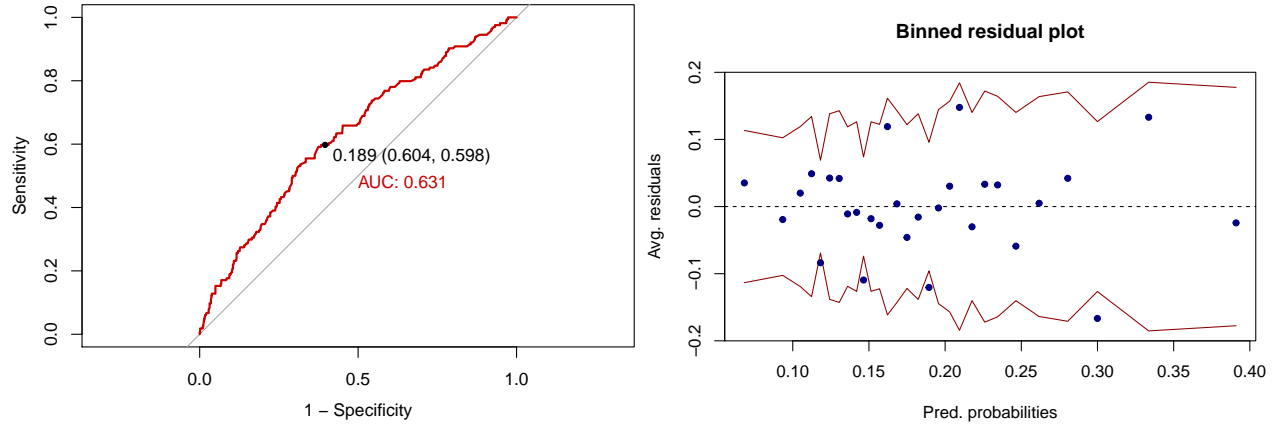 1.0
0.8
0.6
0.4
0.2
0.0
Sensitivity
0.189 (0.604, 0.598)
AUC: 0.631
0.0 0.5 1.0
1 − Specificity
Binned residual plot
0.2
0.1
0.0
−0.1
−0.2
Avg. residuals
0.10 0.15 0.20 0.25 0.30 0.35 0.40
Pred. probabilities